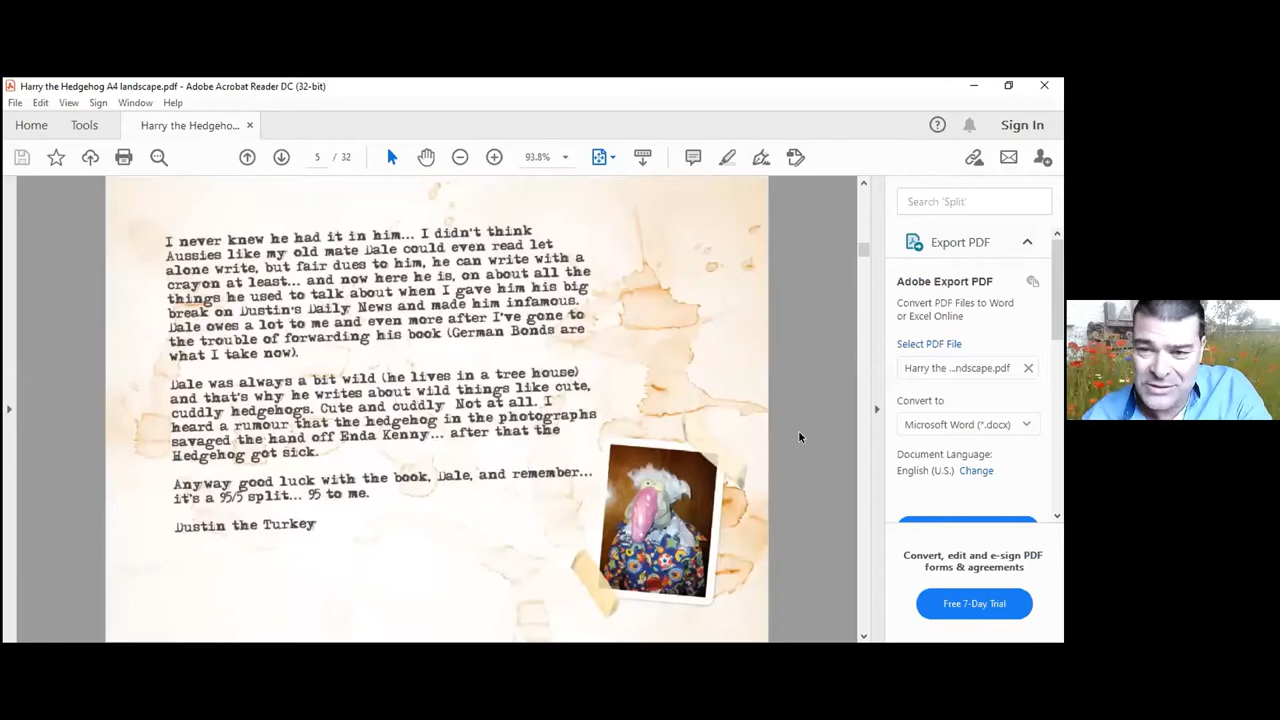 Harry the Hedgehog A4 landscape.pdf - Adobe Acrobat Reader DC (32-bit)
File Edit View Sign Window Help
Home Tools Harry the Hedgeho... × Sign In
5 / 32 93.8%
I never knew he had it in him... I didn't think
Aussies like my old mate Dale could even read let
alone write, but fair dues to him, he can write with a
crayon at least... and now here he is, on about all the
things he used to talk about when I gave him his big
break on Dustin's Daily News and made him infamous.
Dale owes a lot to me and even more after I've gone to
the trouble of forwarding his book (German Bonds are
what I take now).
Dale was always a bit wild (he lives in a tree house)
and that's why he writes about wild things like cute,
cuddly hedgehogs. Cute and cuddly Not at all. I
heard a rumour that the hedgehog in the photographs
savaged the hand off Enda Kenny... after that the
Hedgehog got sick.
Anyway good luck with the book, Dale, and remember...
it's a 95/5 split... 95 to me.
Dustin the Turkey
Search 'Split'
Export PDF
Adobe Export PDF
Convert PDF Files to Word
or Excel Online
Select PDF File
Harry the ...ndscape.pdf ×
Convert to
Microsoft Word (*.docx)
Document Language:
English (U.S.) Change
Convert, edit and e-sign PDF
forms & agreements
Free 7-Day Trial